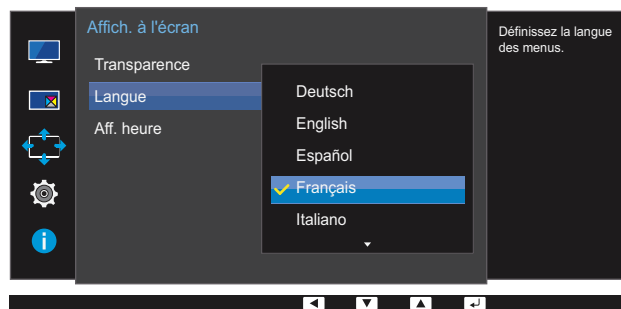 Affich. à l'écran
Transparence
Langue
Aff. heure
Deutsch
English
Español
Français
Italiano
Définissez la langue
des menus.